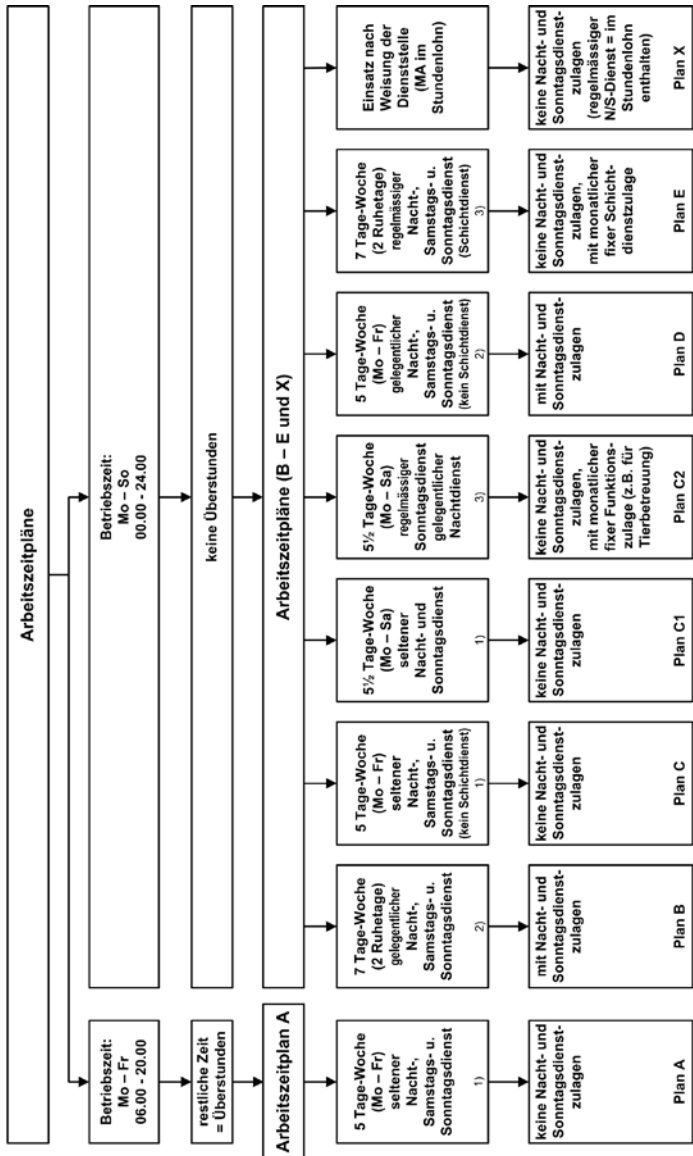 Arbeitszeitpläne
Betriebszeit:
Mo – Fr
06.00 - 20.00
Betriebszeit:
Mo – So
00.00 - 24.00
restliche Zeit
= Überstunden
keine Überstunden
Arbeitszeitplan A
Arbeitszeitpläne (B – E und X)
5 Tage-Woche
(Mo – Fr)
seltener
Nacht-,
Samstags- u.
Sonntagsdienst
1)
7 Tage-Woche
(2 Ruhetage)
gelegentlicher
Nacht-,
Samstags- u.
Sonntagsdienst
2)
5 Tage-Woche
(Mo – Fr)
seltener
Nacht-,
Samstags- u.
Sonntagsdienst
(kein Schichtdienst)
1)
5½ Tage-Woche
(Mo – Sa)
seltener
Nacht- und
Sonntagsdienst
1)
5½ Tage-Woche
(Mo – Sa)
regelmässiger
Sonntagsdienst
gelegentlicher
Nachtdienst
3)
5 Tage-Woche
(Mo – Fr)
gelegentlicher
Nacht-,
Samstags- u.
Sonntagsdienst
(kein Schichtdienst)
2)
7 Tage-Woche
(2 Ruhetage)
regelmässiger
Nacht-,
Samstags- u.
Sonntagsdienst
(Schichtdienst)
3)
Einsatz nach
Weisung der
Dienststelle
(MA im
Stundenlohn)
keine Nacht- und
Sonntagsdienst-
zulagen
Plan A
mit Nacht- und
Sonntagsdienst-
zulagen
Plan B
keine Nacht- und
Sonntagsdienst-
zulagen
Plan C
keine Nacht- und
Sonntagsdienst-
zulagen
Plan C1
keine Nacht- und
Sonntagsdienst-
zulagen,
mit monatlicher
fixer Funktions-
zulage (z.B. für
Tierbetreuung)
Plan C2
mit Nacht- und
Sonntagsdienst-
zulagen
Plan D
keine Nacht- und
Sonntagsdienst-
zulagen,
mit monatlicher
fixer Schicht-
dienstzulage
Plan E
keine Nacht- und
Sonntagsdienst-
zulagen
(regelmässiger
N/S-Dienst = im
Stundenlohn
enthalten)
Plan X